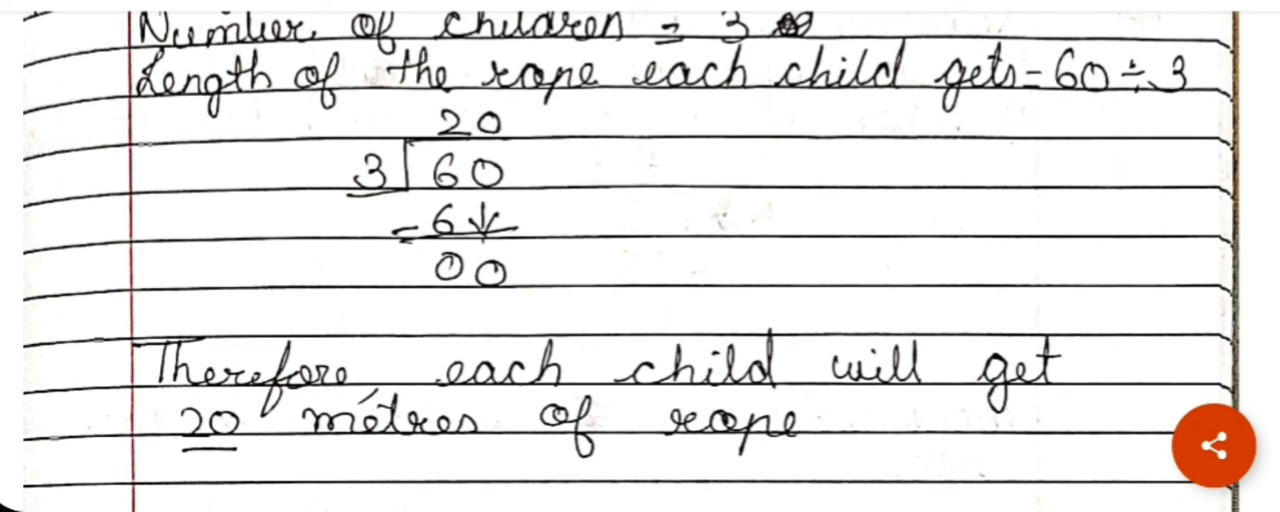 Number of children = 3
Length of the rope each child gets = 60 ÷ 3
20
3 60
- 6 ↓
00
Therefore, each child will get
20 metres of rope